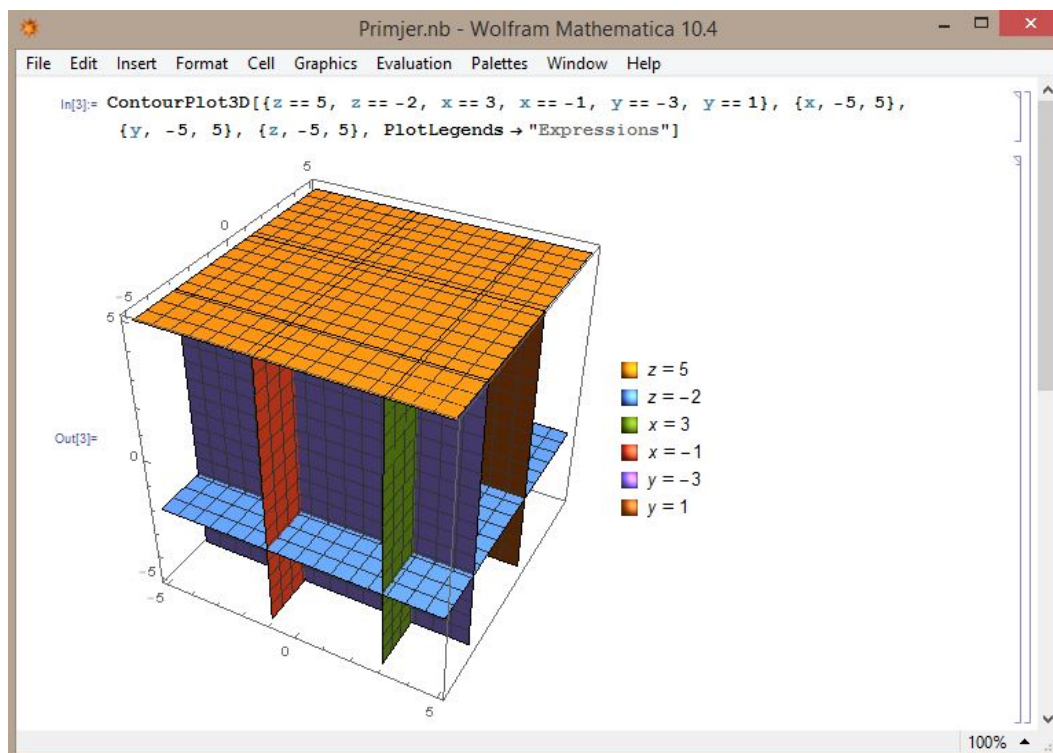 Primjer.nb - Wolfram Mathematica 10.4
File Edit Insert Format Cell Graphics Evaluation Palettes Window Help
In[3]:= ContourPlot3D[{z == 5, z == -2, x == 3, x == -1, y == -3, y == 1}, {x, -5, 5},
{y, -5, 5}, {z, -5, 5}, PlotLegends → "Expressions"]
5
0
-5
5
Out[3]=
0
-5
-5
0
5
z = 5
z = -2
x = 3
x = -1
y = -3
y = 1
100%